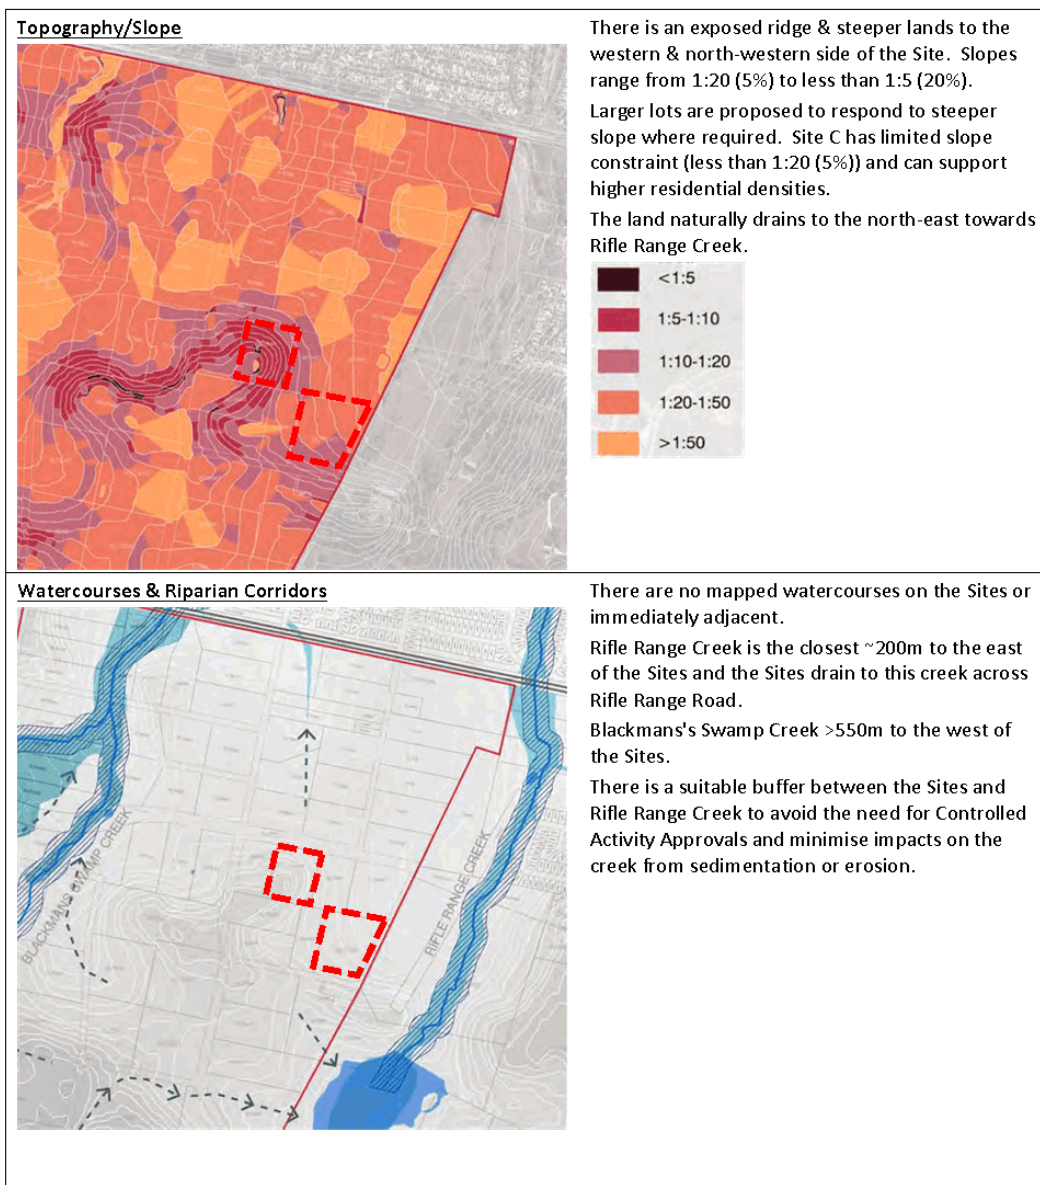 Topography/Slope
There is an exposed ridge & steeper lands to the
western & north-western side of the Site. Slopes
range from 1:20 (5%) to less than 1:5 (20%).
Larger lots are proposed to respond to steeper
slope where required. Site C has limited slope
constraint (less than 1:20 (5%)) and can support
higher residential densities.
The land naturally drains to the north-east towards
Rifle Range Creek.
<1:5
1:5-1:10
1:10-1:20
1:20-1:50
>1:50
Watercourses & Riparian Corridors
There are no mapped watercourses on the Sites or
immediately adjacent.
Rifle Range Creek is the closest ~200m to the east
of the Sites and the Sites drain to this creek across
Rifle Range Road.
Blackmans's Swamp Creek >550m to the west of
the Sites.
There is a suitable buffer between the Sites and
Rifle Range Creek to avoid the need for Controlled
Activity Approvals and minimise impacts on the
creek from sedimentation or erosion.
BLACKMANS SWAMP CREEK
RIFLE RANGE CREEK